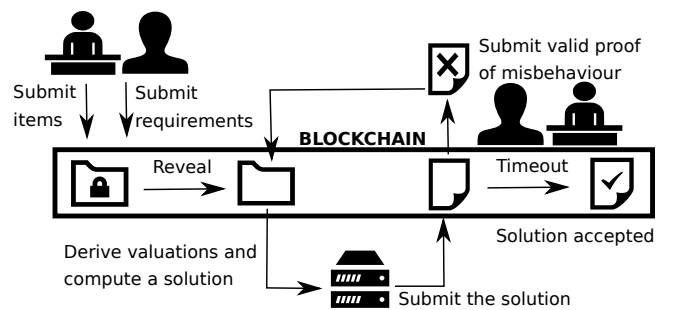 Submit valid proof
of misbehaviour
Submit
items
Submit
requirements
BLOCKCHAIN
Reveal
Timeout
Solution accepted
Derive valuations and
compute a solution
Submit the solution